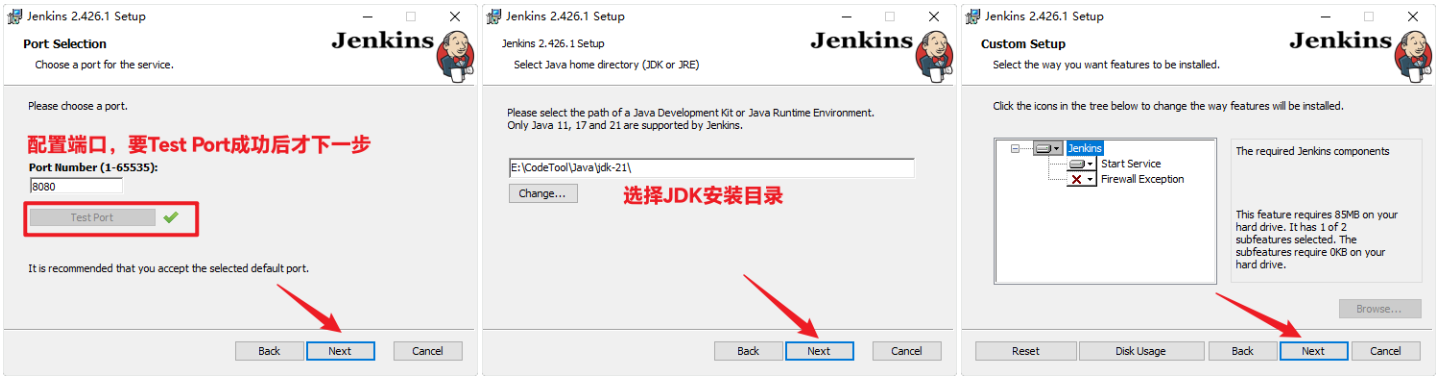 Jenkins 2.426.1 Setup
Port Selection
Choose a port for the service.
Jenkins
Please choose a port.
配置端口，要Test Port成功后才下一步
Port Number (1-65535):
8080
Test Port
It is recommended that you accept the selected default port.
Back
Next
Cancel
Jenkins 2.426.1 Setup
Jenkins 2.426.1 Setup
Select Java home directory (JDK or JRE)
Jenkins
Please select the path of a Java Development Kit or Java Runtime Environment.
Only Java 11, 17 and 21 are supported by Jenkins.
E:\CodeTool\Java\jdk-21\
Change...
选择JDK安装目录
Back
Next
Cancel
Jenkins 2.426.1 Setup
Custom Setup
Select the way you want features to be installed.
Jenkins
Click the icons in the tree below to change the way features will be installed.
Jenkins
Start Service
Firewall Exception
The required Jenkins components
This feature requires 85MB on your
hard drive. It has 1 of 2
subfeatures selected. The
subfeatures require 0KB on your
hard drive.
Browse...
Reset
Disk Usage
Back
Next
Cancel